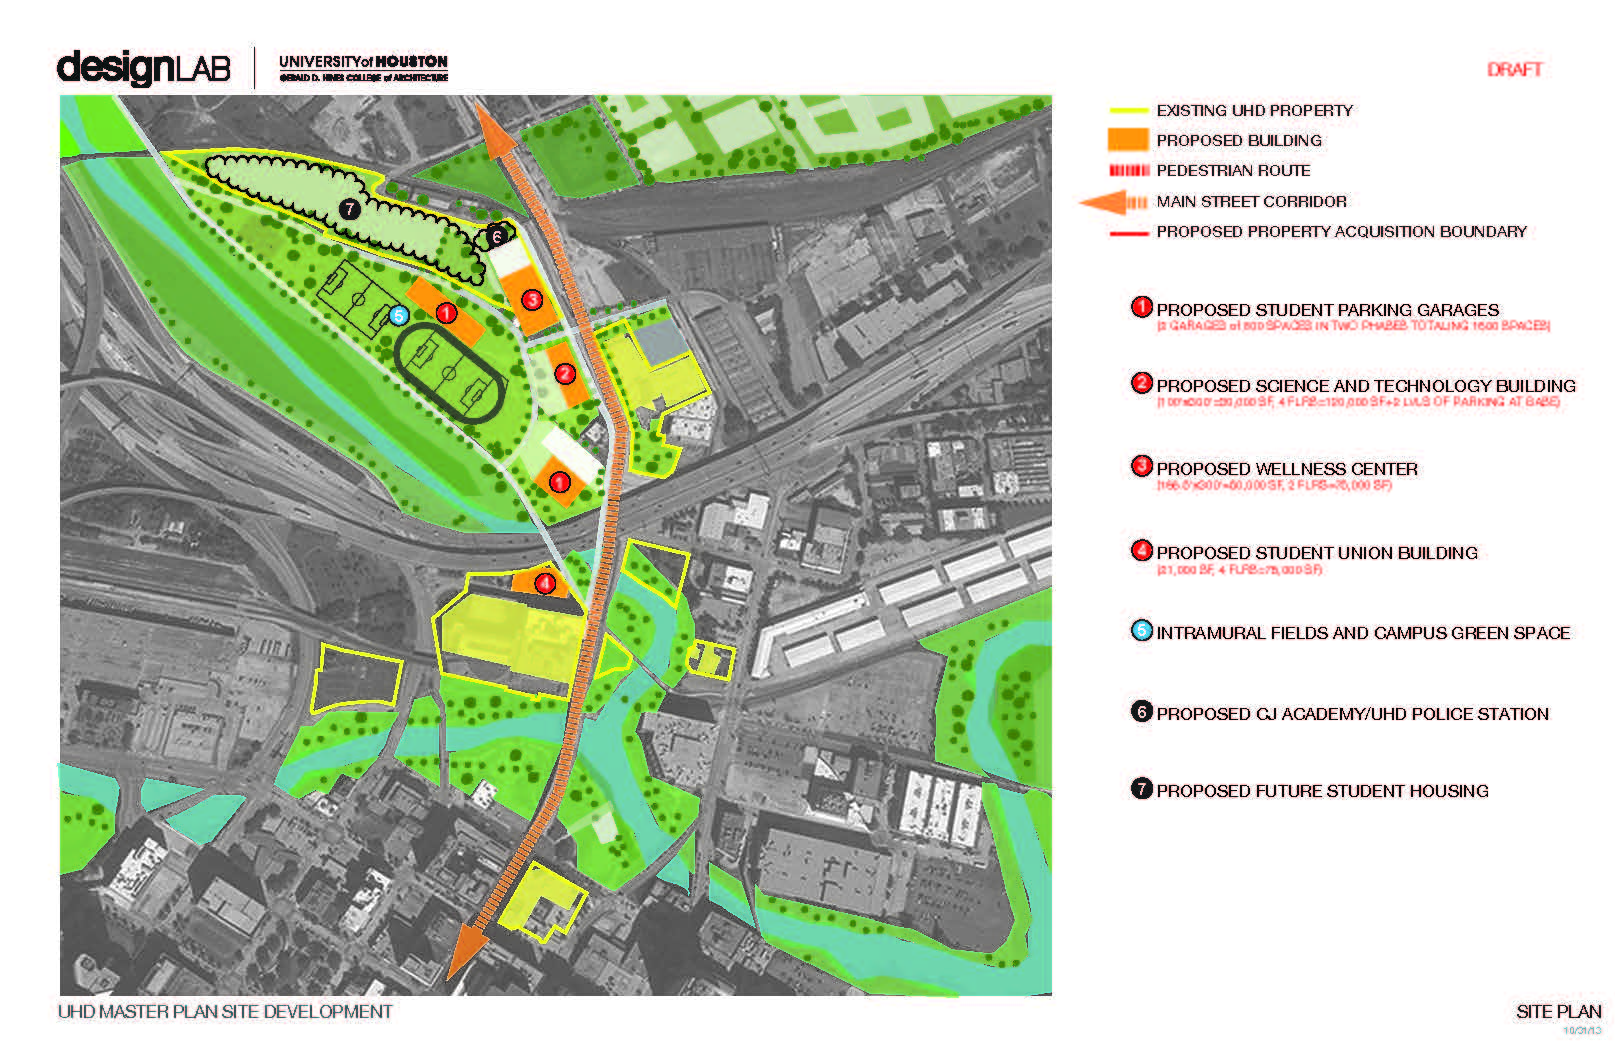 designLAB
UNIVERSITY of HOUSTON
GERALD D. HINES COLLEGE of ARCHITECTURE
DRAFT
EXISTING UHD PROPERTY
PROPOSED BUILDING
PEDESTRIAN ROUTE
MAIN STREET CORRIDOR
PROPOSED PROPERTY ACQUISITION BOUNDARY
1 PROPOSED STUDENT PARKING GARAGES
2 PROPOSED SCIENCE AND TECHNOLOGY BUILDING
3 PROPOSED WELLNESS CENTER
4 PROPOSED STUDENT UNION BUILDING
5 INTRAMURAL FIELDS AND CAMPUS GREEN SPACE
6 PROPOSED CJ ACADEMY/UHD POLICE STATION
7 PROPOSED FUTURE STUDENT HOUSING
7
6
3
5
1
2
1
4
UHD MASTER PLAN SITE DEVELOPMENT
SITE PLAN